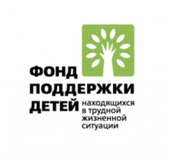 ФОНД
ПОДДЕРЖКИ
ДЕТЕЙ
находящихся
в трудной
жизненной
ситуации